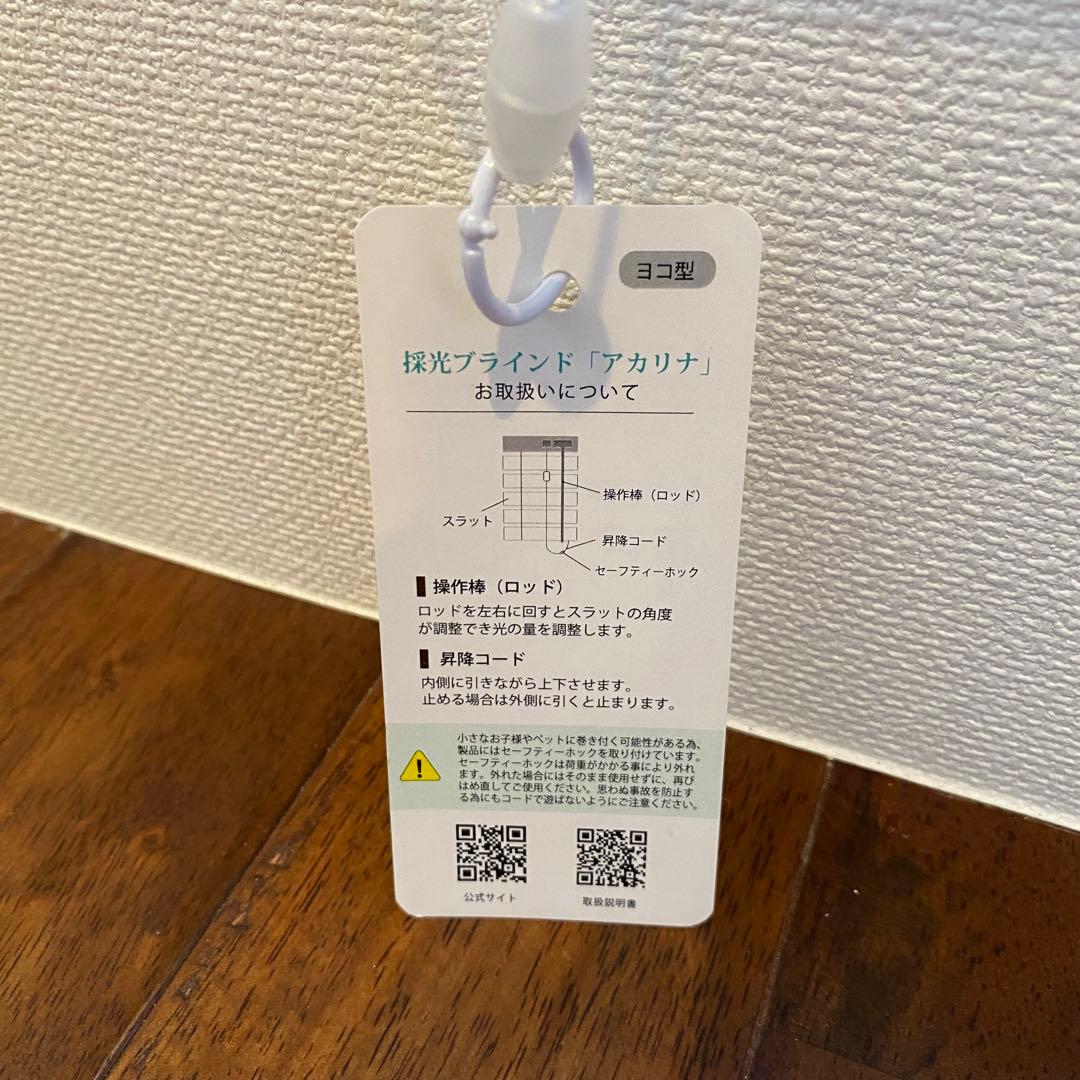 ヨコ型
採光ブラインド「アカリナ」
お取扱いについて
操作棒（ロッド）
スラット
昇降コード
セーフティーホック
操作棒（ロッド）
ロッドを左右に回すとスラットの角度
が調整でき光の量を調整します。
昇降コード
内側に引きながら上下させます。
止める場合は外側に引くと止まります。
小さなお子様やペットに巻き付く可能性がある為、
製品にはセーフティーホックを取り付けています。
セーフティーホックは荷重がかかる事により外れ
ます。外れた場合にはそのまま使用せずに、再び
はめ直してご使用ください。思わぬ事故を防止す
る為にもコードで遊ばないようにご注意ください。
公式サイト
取扱説明書